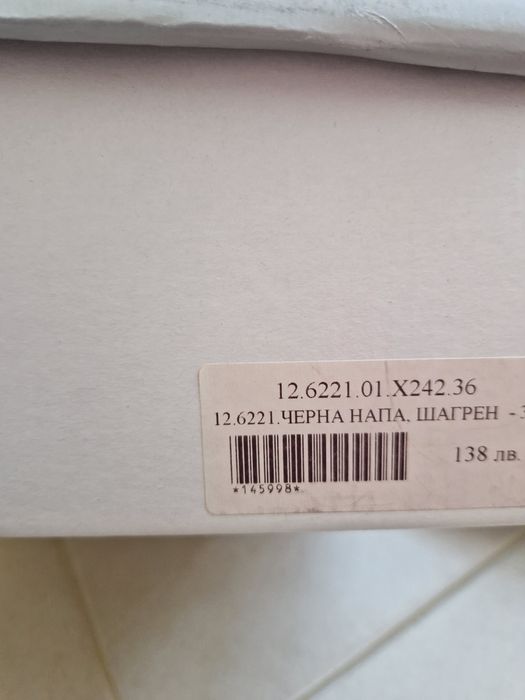 12.6221.01.X242.36
12.6221.ЧЕРНА НАПА, ШАГРЕН -
138 лв.
*145998*